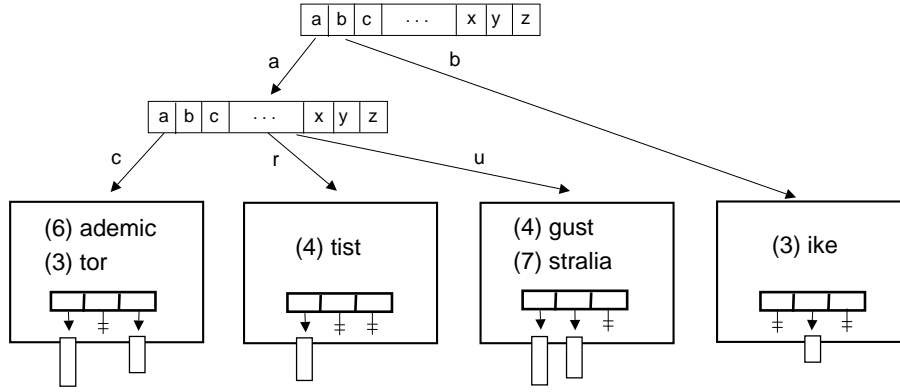 a b c ... x y z
a b
a b c ... x y z
c r u
(6) ademic
(3) tor
(4) tist
(4) gust
(7) stralia
(3) ike